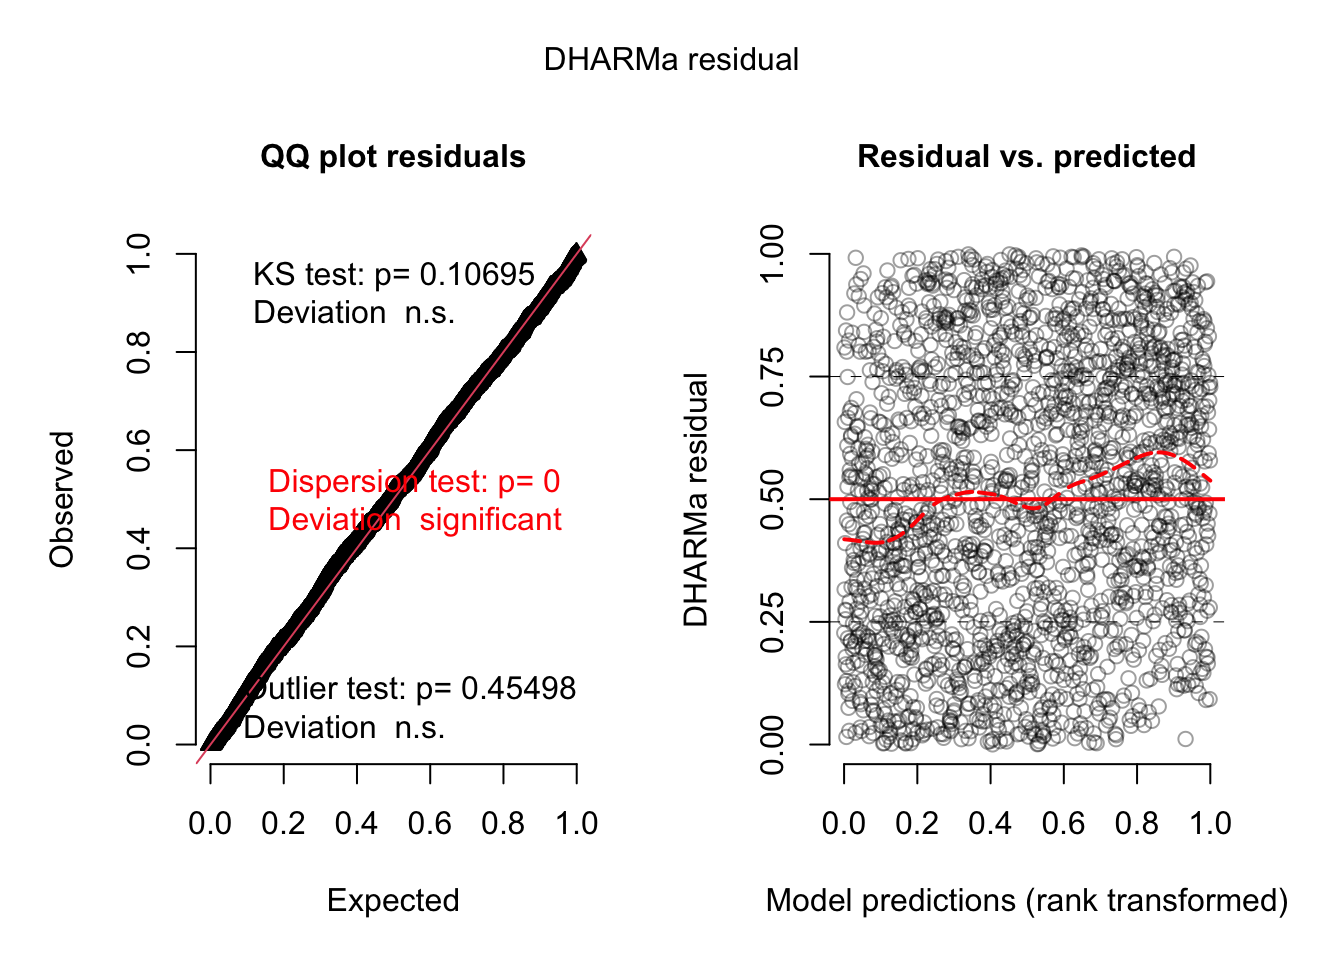 DHARMa residual
QQ plot residuals
KS test: p= 0.10695
Deviation  n.s.
Dispersion test: p= 0
Deviation  significant
Outlier test: p= 0.45498
Deviation  n.s.
Observed
0.0 0.2 0.4 0.6 0.8 1.0
0.0 0.2 0.4 0.6 0.8 1.0
Expected
Residual vs. predicted
DHARMa residual
0.00 0.25 0.50 0.75 1.00
0.0 0.2 0.4 0.6 0.8 1.0
Model predictions (rank transformed)